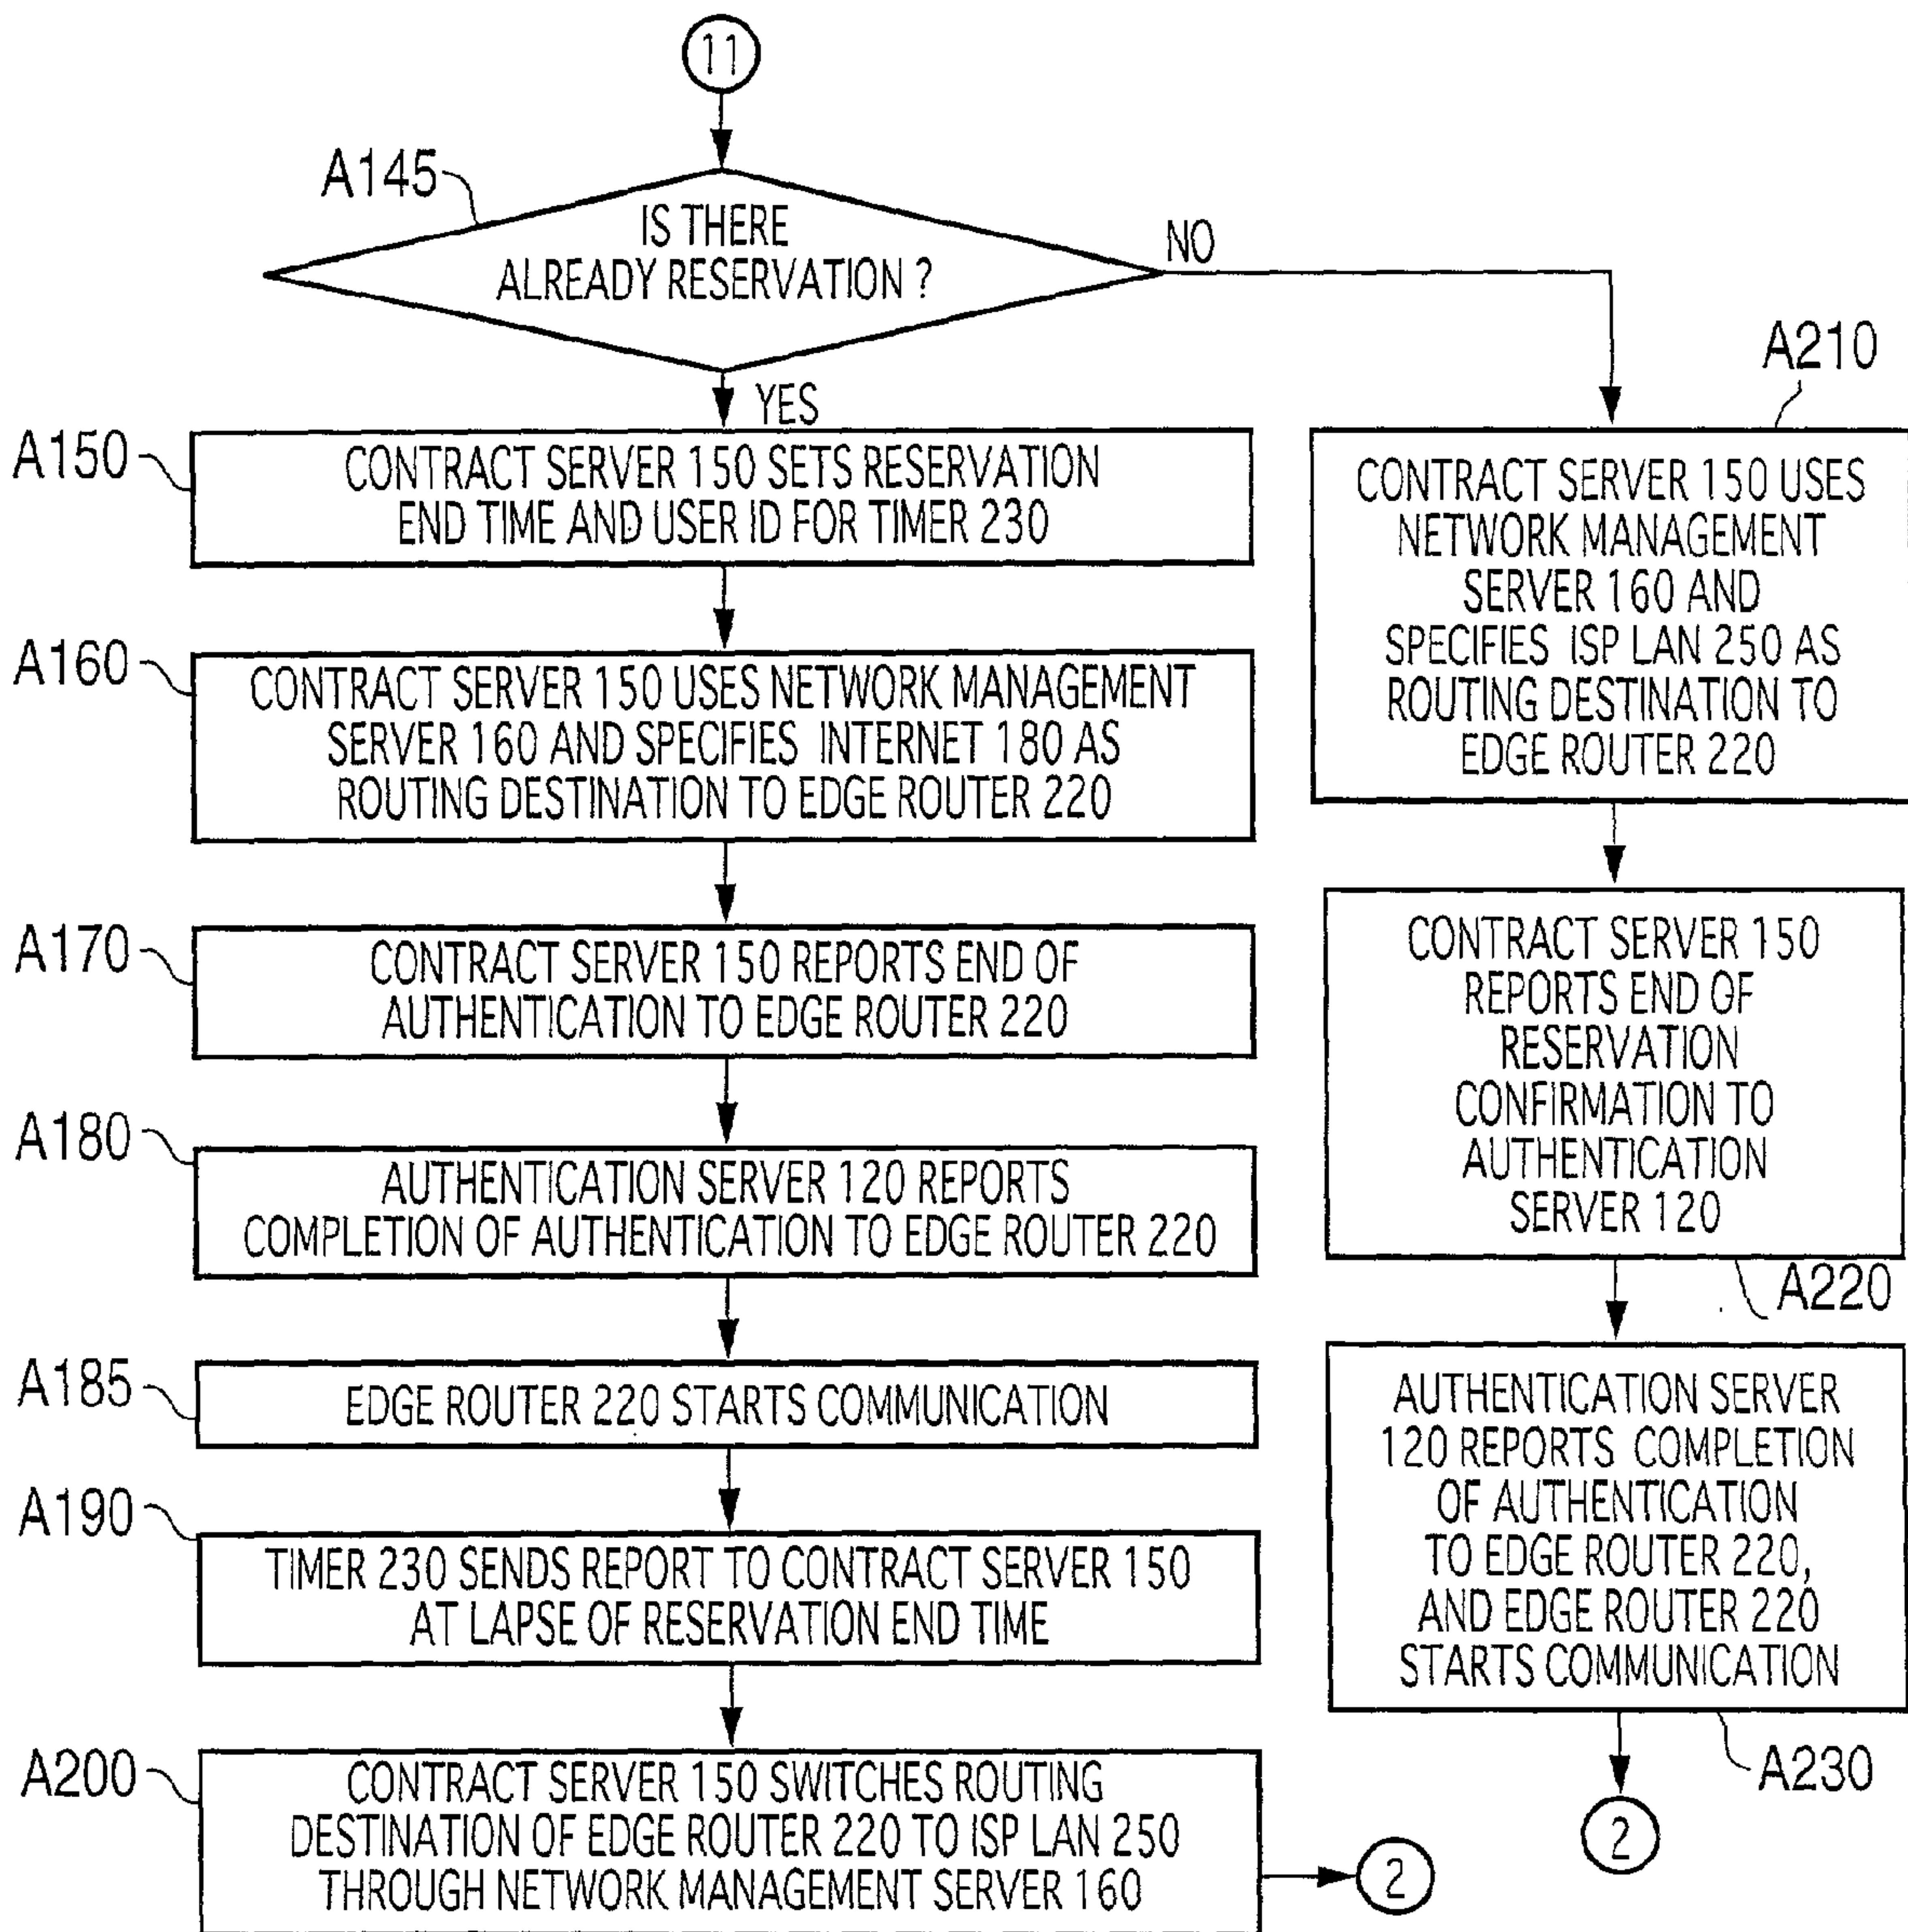 11
A145
IS THERE
ALREADY RESERVATION ?
NO
YES
A150
CONTRACT SERVER 150 SETS RESERVATION
END TIME AND USER ID FOR TIMER 230
A160
CONTRACT SERVER 150 USES NETWORK MANAGEMENT
SERVER 160 AND SPECIFIES INTERNET 180 AS
ROUTING DESTINATION TO EDGE ROUTER 220
A170
CONTRACT SERVER 150 REPORTS END OF
AUTHENTICATION TO EDGE ROUTER 220
A180
AUTHENTICATION SERVER 120 REPORTS
COMPLETION OF AUTHENTICATION TO EDGE ROUTER 220
A185
EDGE ROUTER 220 STARTS COMMUNICATION
A190
TIMER 230 SENDS REPORT TO CONTRACT SERVER 150
AT LAPSE OF RESERVATION END TIME
A200
CONTRACT SERVER 150 SWITCHES ROUTING
DESTINATION OF EDGE ROUTER 220 TO ISP LAN 250
THROUGH NETWORK MANAGEMENT SERVER 160
2
A210
CONTRACT SERVER 150 USES
NETWORK MANAGEMENT
SERVER 160 AND
SPECIFIES ISP LAN 250 AS
ROUTING DESTINATION TO
EDGE ROUTER 220
CONTRACT SERVER 150
REPORTS END OF
RESERVATION
CONFIRMATION TO
AUTHENTICATION
SERVER 120
A220
AUTHENTICATION SERVER
120 REPORTS COMPLETION
OF AUTHENTICATION
TO EDGE ROUTER 220,
AND EDGE ROUTER 220
STARTS COMMUNICATION
A230
2